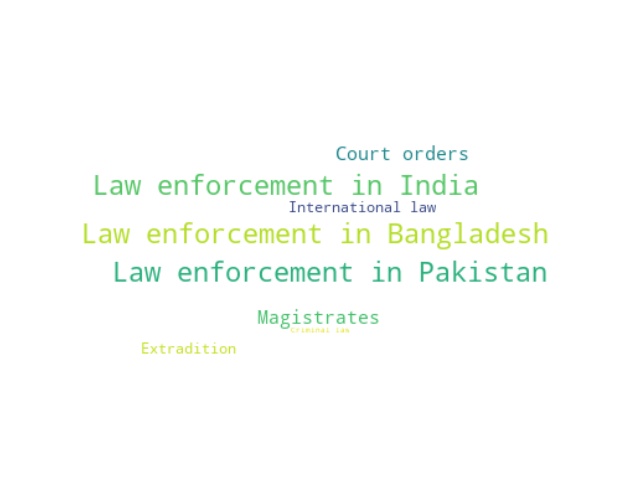 Court orders
Law enforcement in India
International law
Law enforcement in Bangladesh
Law enforcement in Pakistan
Magistrates
Criminal law
Extradition